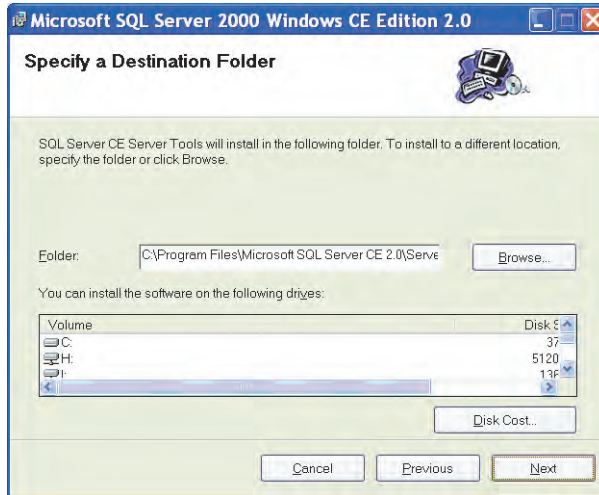 Microsoft SQL Server 2000 Windows CE Edition 2.0
Specify a Destination Folder
SQL Server CE Server Tools will install in the following folder. To install to a different location,
specify the folder or click Browse.
Folder: C:\Program Files\Microsoft SQL Server CE 2.0\Serve Browse...
You can install the software on the following drives:
Volume Disk S
C: 37
H: 5120
I: 138
Disk Cost...
Cancel Previous Next